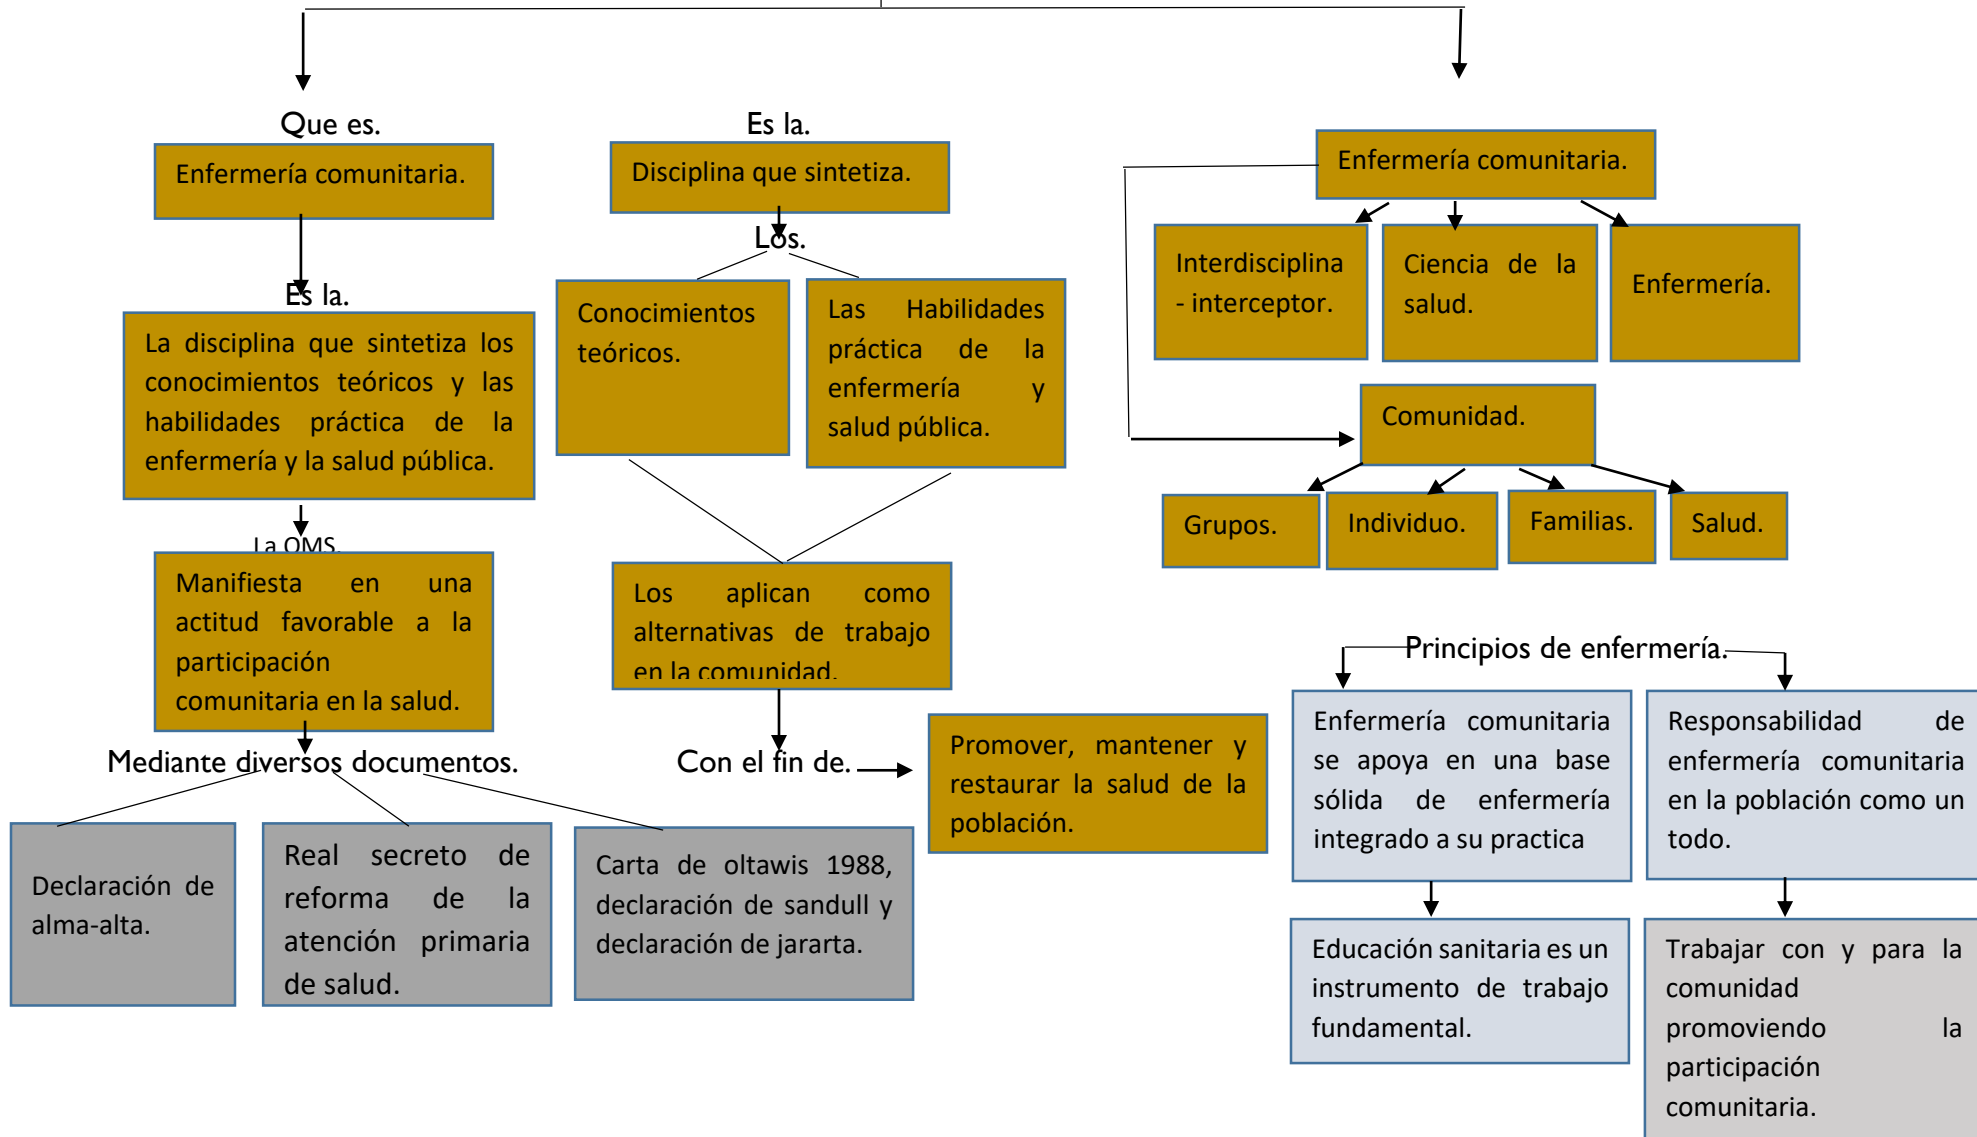 Que es.
Enfermería comunitaria.
Es la.
La disciplina que sintetiza los
conocimientos teóricos y las
habilidades práctica de la
enfermería y la salud pública.
La OMS.
Manifiesta en una
actitud favorable a la
participación
comunitaria en la salud.
Mediante diversos documentos.
Declaración de
alma-alta.
Real secreto de
reforma de la
atención primaria
de salud.
Carta de oltawis 1988,
declaración de sandull y
declaración de jararta.
Es la.
Disciplina que sintetiza.
Los.
Conocimientos
teóricos.
Las Habilidades
práctica de la
enfermería y
salud pública.
Los aplican como
alternativas de trabajo
en la comunidad.
Con el fin de.
Promover, mantener y
restaurar la salud de la
población.
Enfermería comunitaria.
Interdisciplina
- interceptor.
Ciencia de la
salud.
Enfermería.
Comunidad.
Grupos.
Individuo.
Familias.
Salud.
Principios de enfermería.
Enfermería comunitaria
se apoya en una base
sólida de enfermería
integrado a su practica
Responsabilidad de
enfermería comunitaria
en la población como un
todo.
Educación sanitaria es un
instrumento de trabajo
fundamental.
Trabajar con y para la
comunidad
promoviendo la
participación
comunitaria.